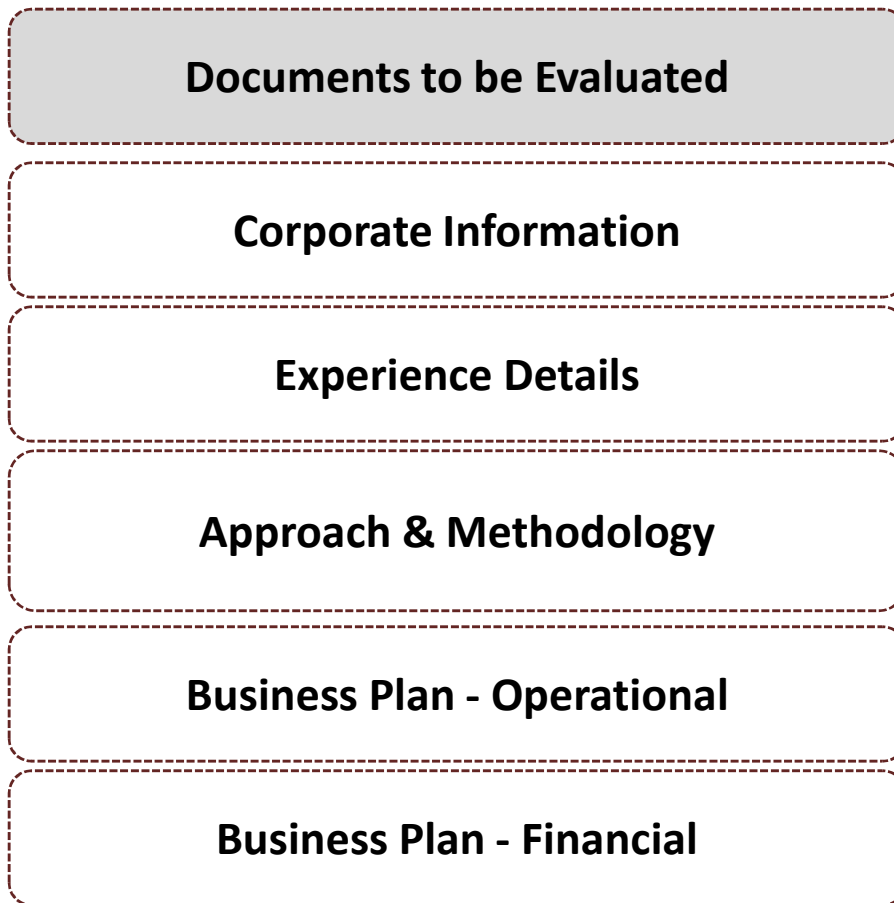 Documents to be Evaluated
Corporate Information
Experience Details
Approach & Methodology
Business Plan - Operational
Business Plan - Financial